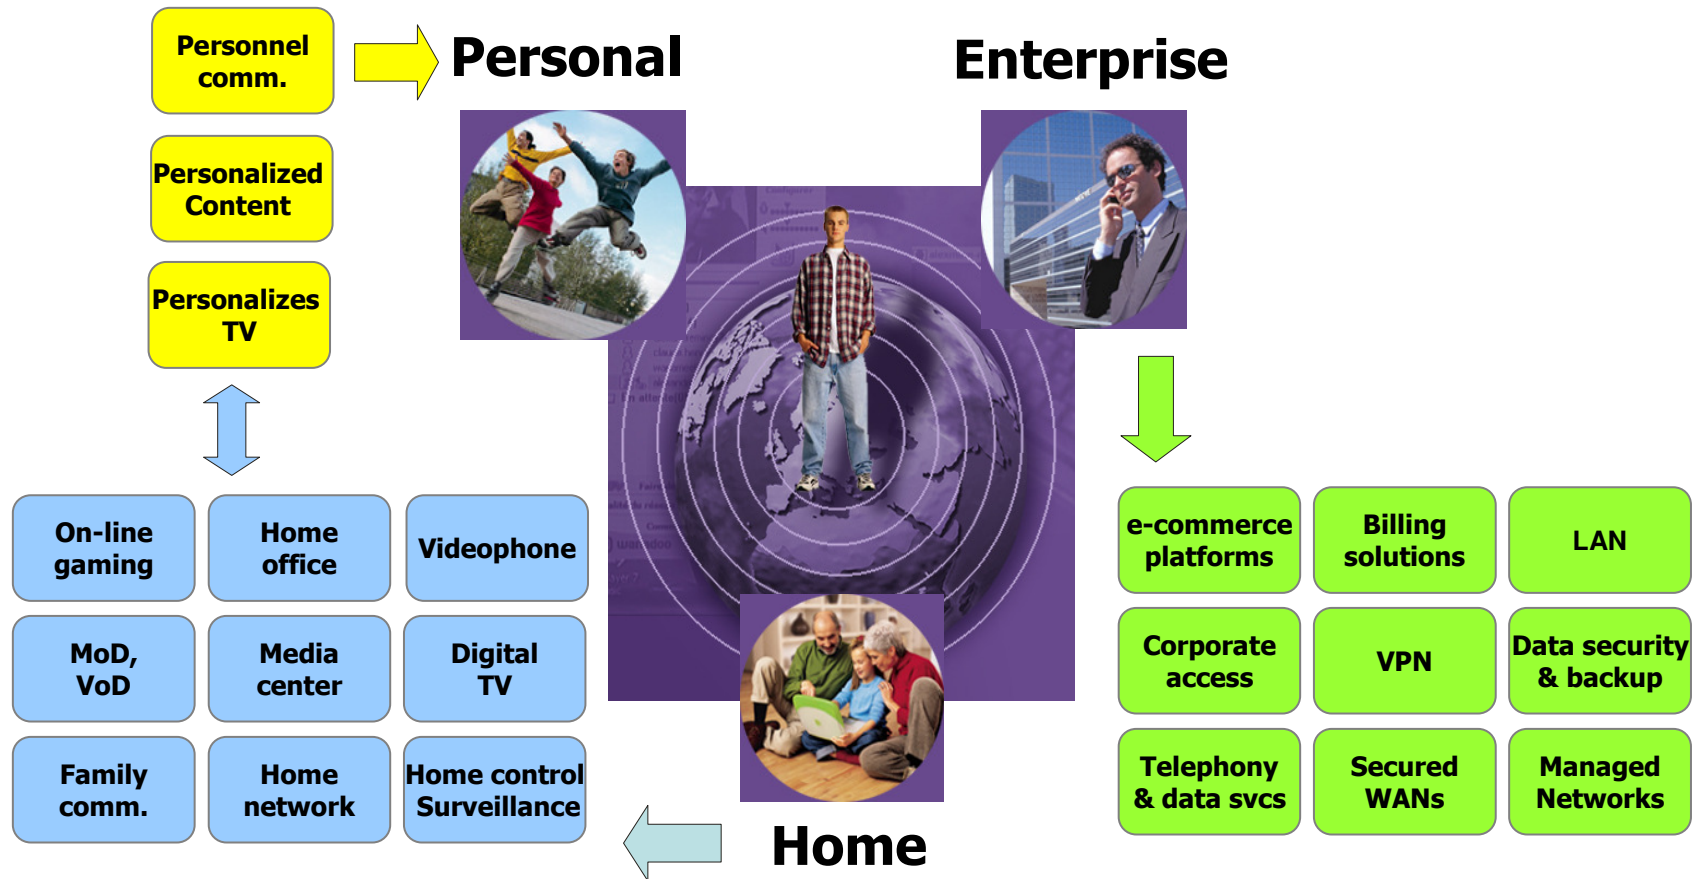 Personnel
comm.
Personal
Enterprise
Personalized
Content
Personalizes
TV
On-line
gaming
Home
office
Videophone
MoD,
VoD
Media
center
Digital
TV
Family
comm.
Home
network
Home control
Surveillance
Home
e-commerce
platforms
Billing
solutions
LAN
Corporate
access
VPN
Data security
& backup
Telephony
& data svcs
Secured
WANs
Managed
Networks